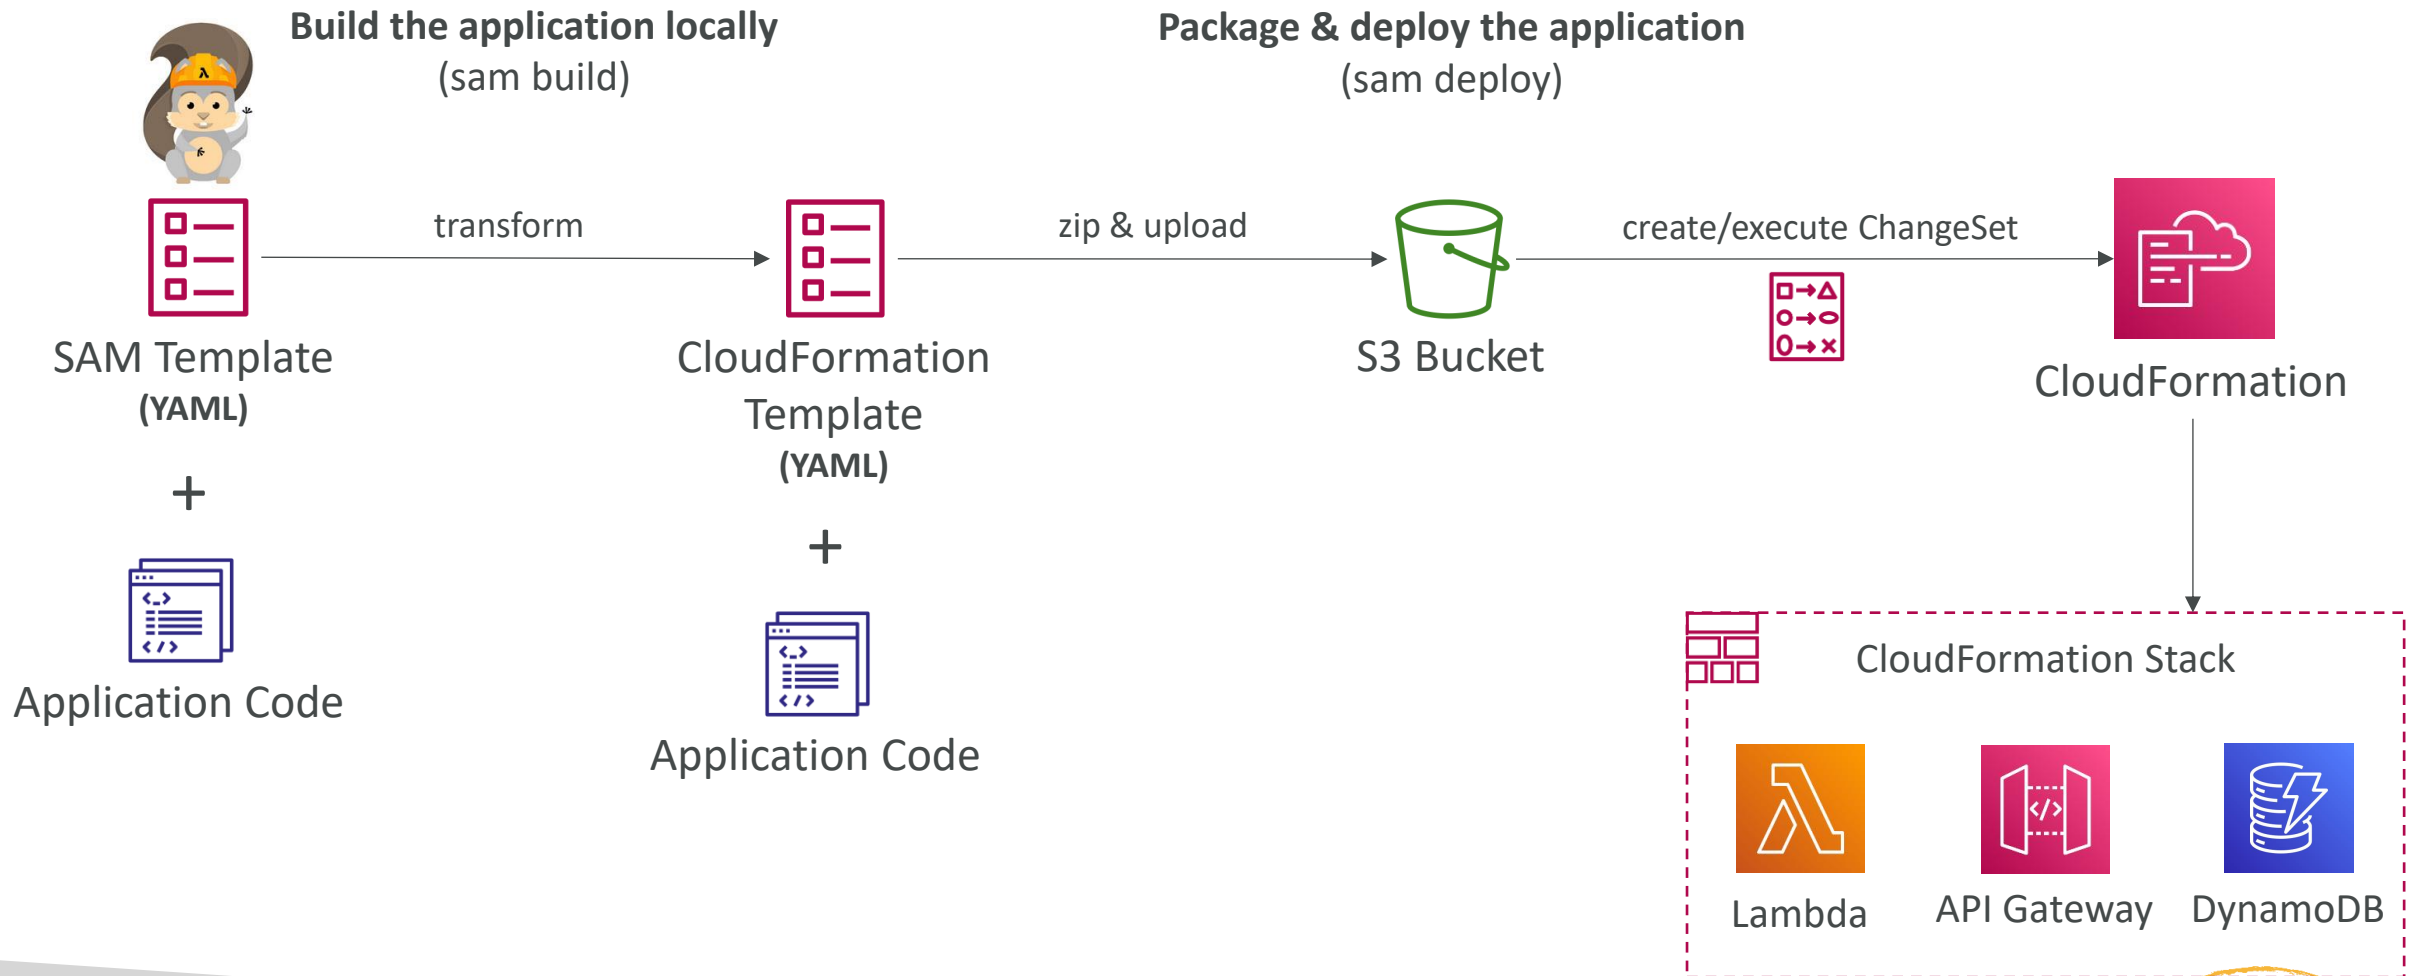 Build the application locally
(sam build)
Package & deploy the application
(sam deploy)
transform
zip & upload
create/execute ChangeSet
SAM Template
(YAML)
+
Application Code
CloudFormation
Template
(YAML)
+
Application Code
S3 Bucket
CloudFormation
CloudFormation Stack
Lambda
API Gateway
DynamoDB